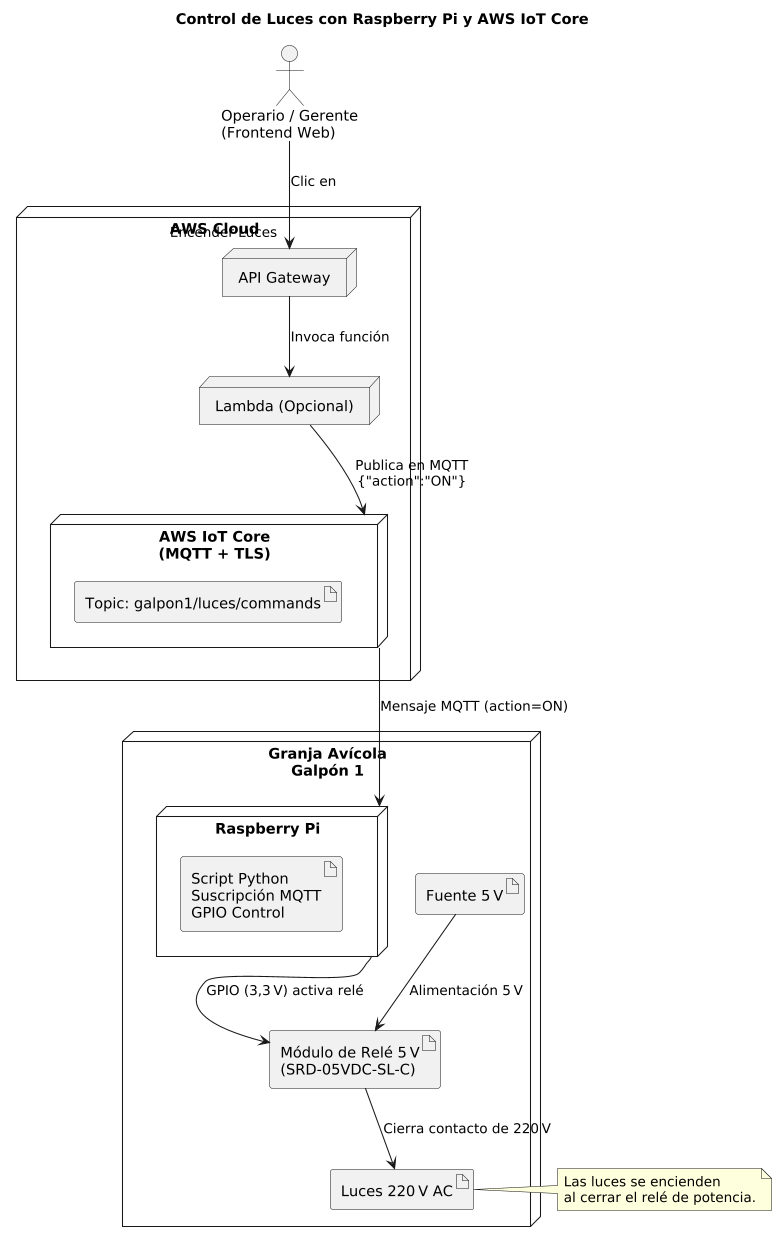 Control de Luces con Raspberry Pi y AWS IoT Core
Operario / Gerente
(Frontend Web)
Clic en
Encender Luces
AWS Cloud
API Gateway
Invoca función
Lambda (Opcional)
Publica en MQTT
{"action":"ON"}
AWS IoT Core
(MQTT + TLS)
Topic: galpon1/luces/commands
Mensaje MQTT (action=ON)
Granja Avícola
Galpón 1
Raspberry Pi
Script Python
Suscripción MQTT
GPIO Control
Fuente 5 V
GPIO (3,3 V) activa relé
Alimentación 5 V
Módulo de Relé 5 V
(SRD-05VDC-SL-C)
Cierra contacto de 220 V
Luces 220 V AC
Las luces se encienden
al cerrar el relé de potencia.